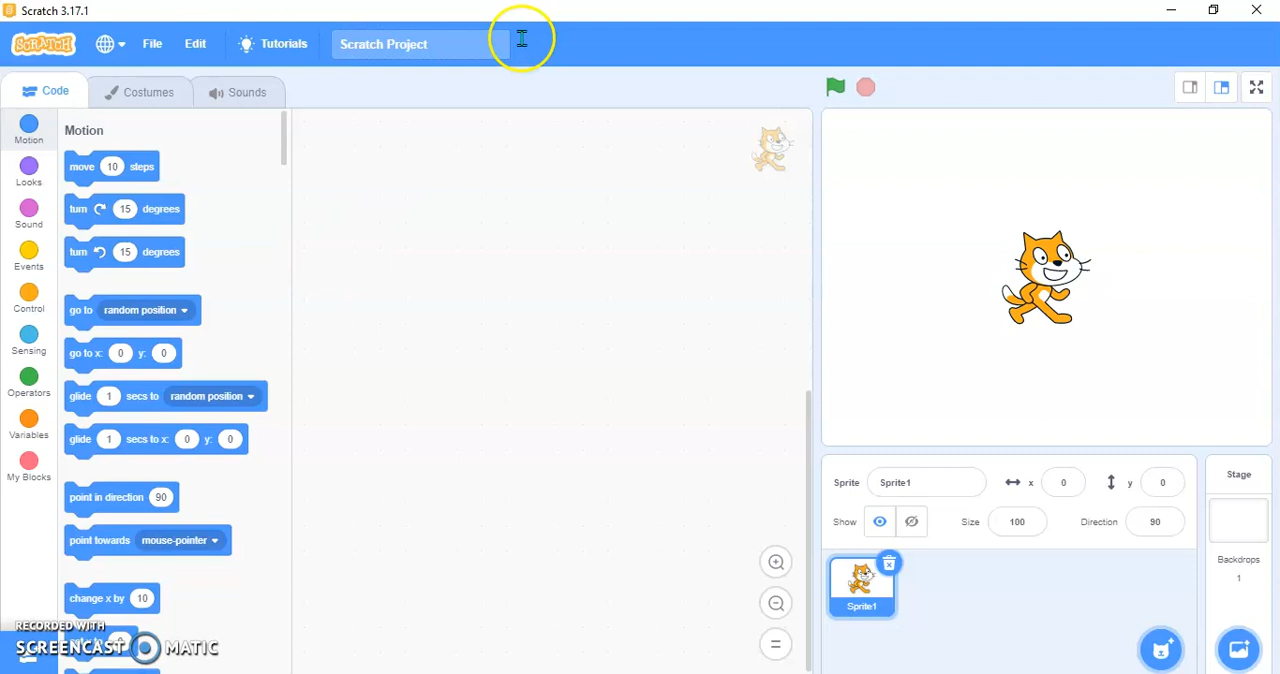 Scratch 3.17.1
SCRATCH
File
Edit
Tutorials
Scratch Project
Code
Costumes
Sounds
Motion
Looks
Sound
Events
Control
Sensing
Operators
Variables
My Blocks
Motion
move 10 steps
turn 15 degrees
turn 15 degrees
go to random position
go to x: 0 y: 0
glide 1 secs to random position
glide 1 secs to x: 0 y: 0
point in direction 90
point towards mouse-pointer
change x by 10
RECORDED WITH
SCREENCAST MATIC
Sprite Sprite1 x 0 y 0
Show Size 100 Direction 90
Sprite1
Stage
Backdrops
1